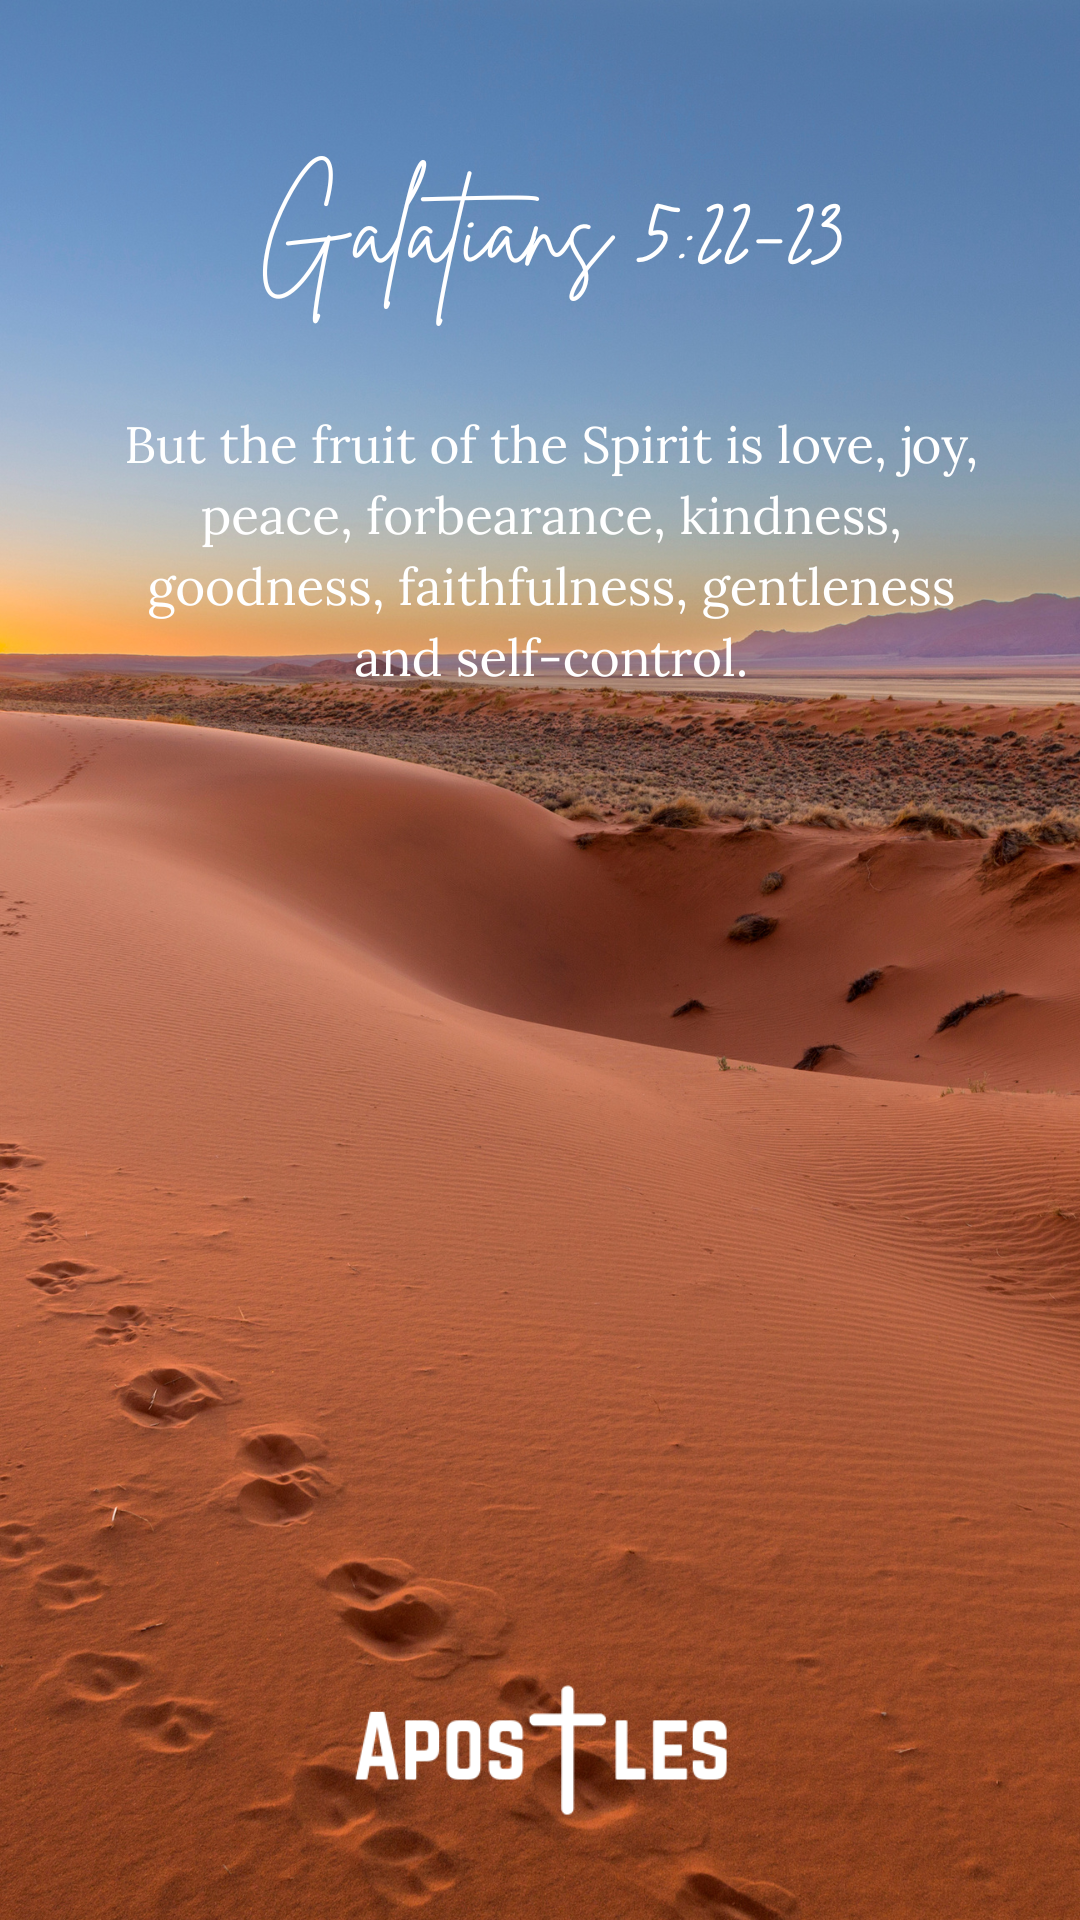 Galatians 5:22-23
But the fruit of the Spirit is love, joy,
peace, forbearance, kindness,
goodness, faithfulness, gentleness
and self-control.
APOSTLES